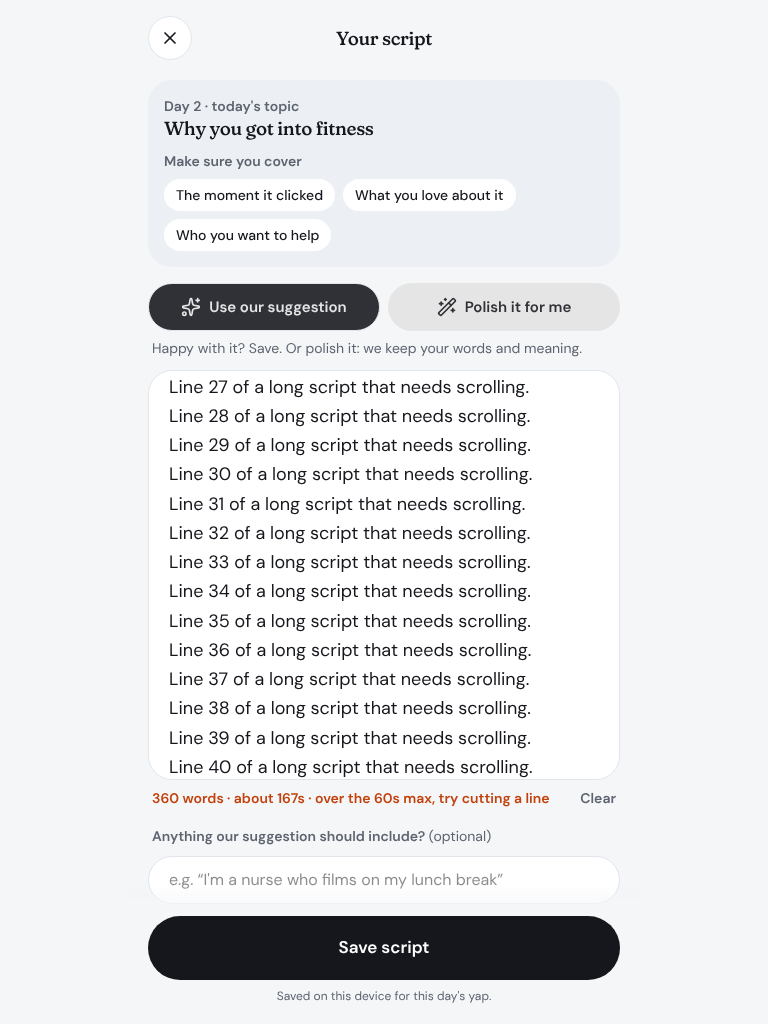 Your script
Day 2 · today's topic
Why you got into fitness
Make sure you cover
The moment it clicked
What you love about it
Who you want to help
Use our suggestion
Polish it for me
Happy with it? Save. Or polish it: we keep your words and meaning.
Line 27 of a long script that needs scrolling.
Line 28 of a long script that needs scrolling.
Line 29 of a long script that needs scrolling.
Line 30 of a long script that needs scrolling.
Line 31 of a long script that needs scrolling.
Line 32 of a long script that needs scrolling.
Line 33 of a long script that needs scrolling.
Line 34 of a long script that needs scrolling.
Line 35 of a long script that needs scrolling.
Line 36 of a long script that needs scrolling.
Line 37 of a long script that needs scrolling.
Line 38 of a long script that needs scrolling.
Line 39 of a long script that needs scrolling.
Line 40 of a long script that needs scrolling.
360 words · about 167s · over the 60s max, try cutting a line
Clear
Anything our suggestion should include? (optional)
e.g. “I'm a nurse who films on my lunch break”
Save script
Saved on this device for this day's yap.